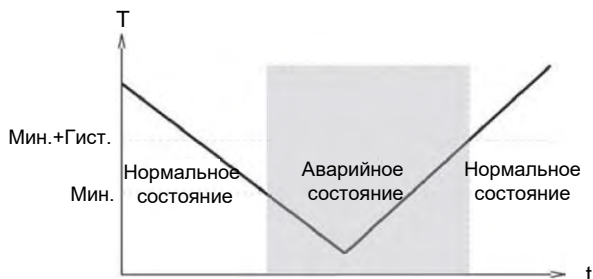 T
Мин.+Гист.
Мин.
Нормальное
состояние
Аварийное
состояние
Нормальное
состояние
t